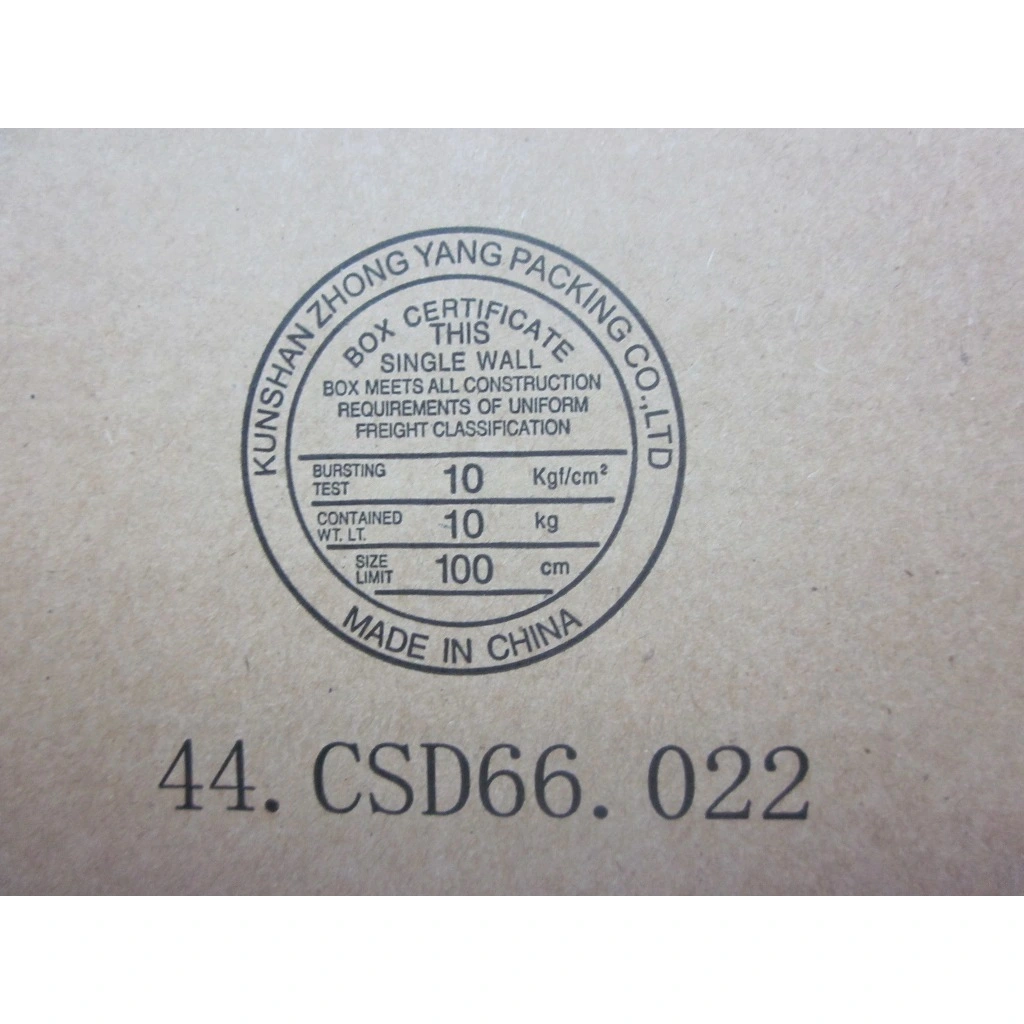 KUNSHAN ZHONG YANG PACKING CO.,LTD
BOX CERTIFICATE
THIS
SINGLE WALL
BOX MEETS ALL CONSTRUCTION
REQUIREMENTS OF UNIFORM
FREIGHT CLASSIFICATION
BURSTING TEST 10 Kgf/cm²
CONTAINED WT. LT. 10 kg
SIZE LIMIT 100 cm
MADE IN CHINA
44.CSD66.022